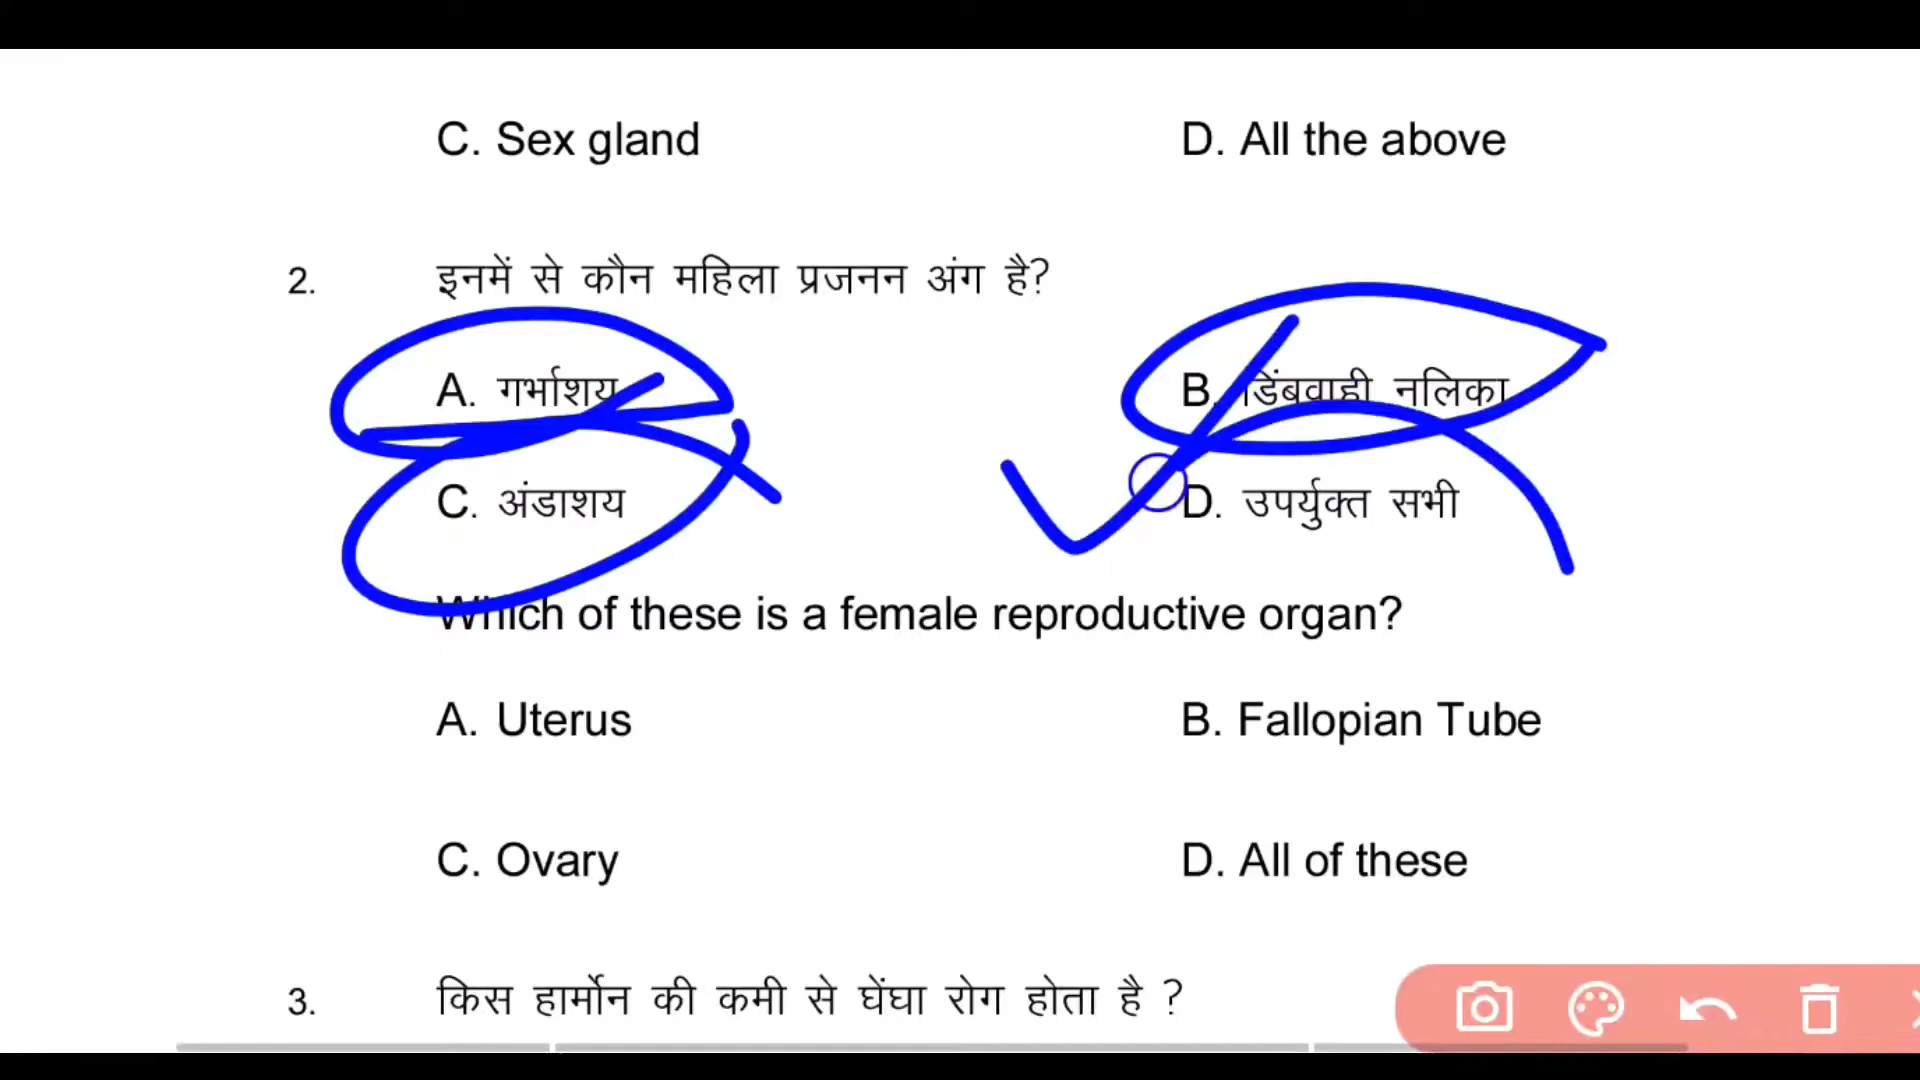 C. Sex gland D. All the above
2. इनमें से कौन महिला प्रजनन अंग है?
A. गर्भाशय B. डिंबवाही नलिका
C. अंडाशय D. उपर्युक्त सभी
Which of these is a female reproductive organ?
A. Uterus B. Fallopian Tube
C. Ovary D. All of these
3. किस हार्मोन की कमी से घेंघा रोग होता है ?